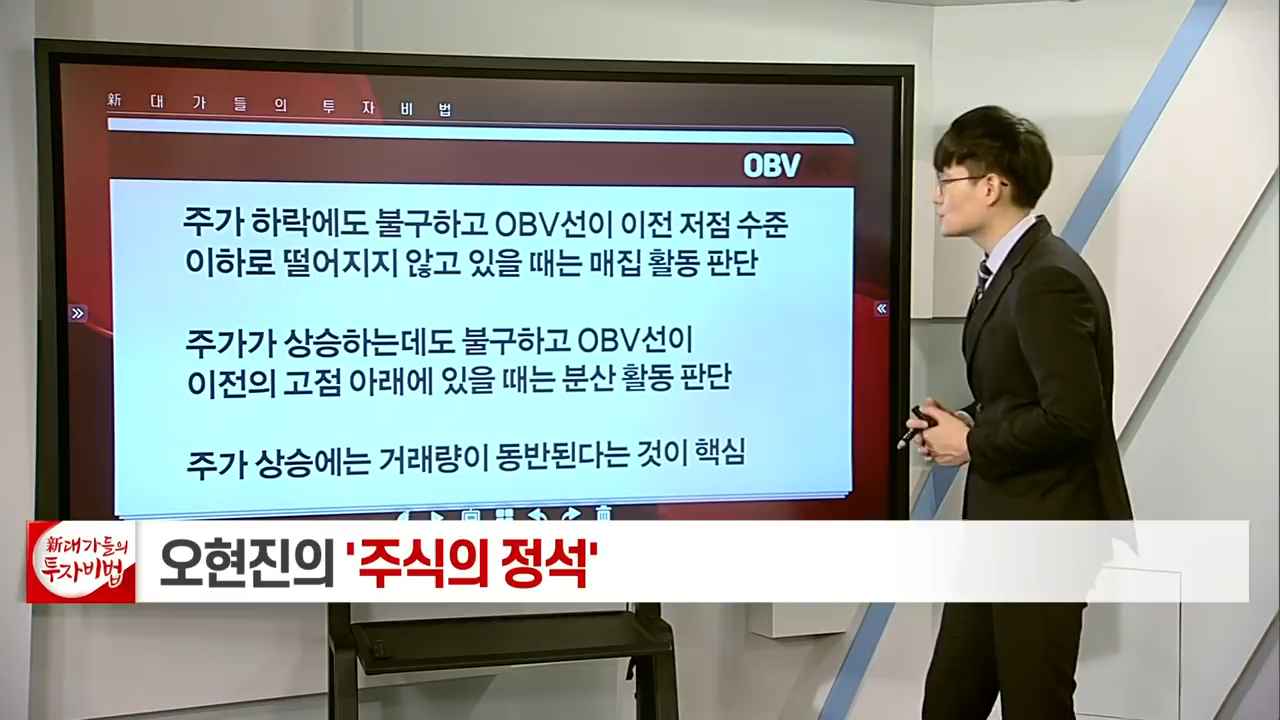 新대가들의 투자비법
OBV
주가 하락에도 불구하고 OBV선이 이전 저점 수준
이하로 떨어지지 않고 있을 때는 매집 활동 판단
주가가 상승하는데도 불구하고 OBV선이
이전의 고점 아래에 있을 때는 분산 활동 판단
주가 상승에는 거래량이 동반된다는 것이 핵심
新대가들의
투자비법
오현진의 '주식의 정석'